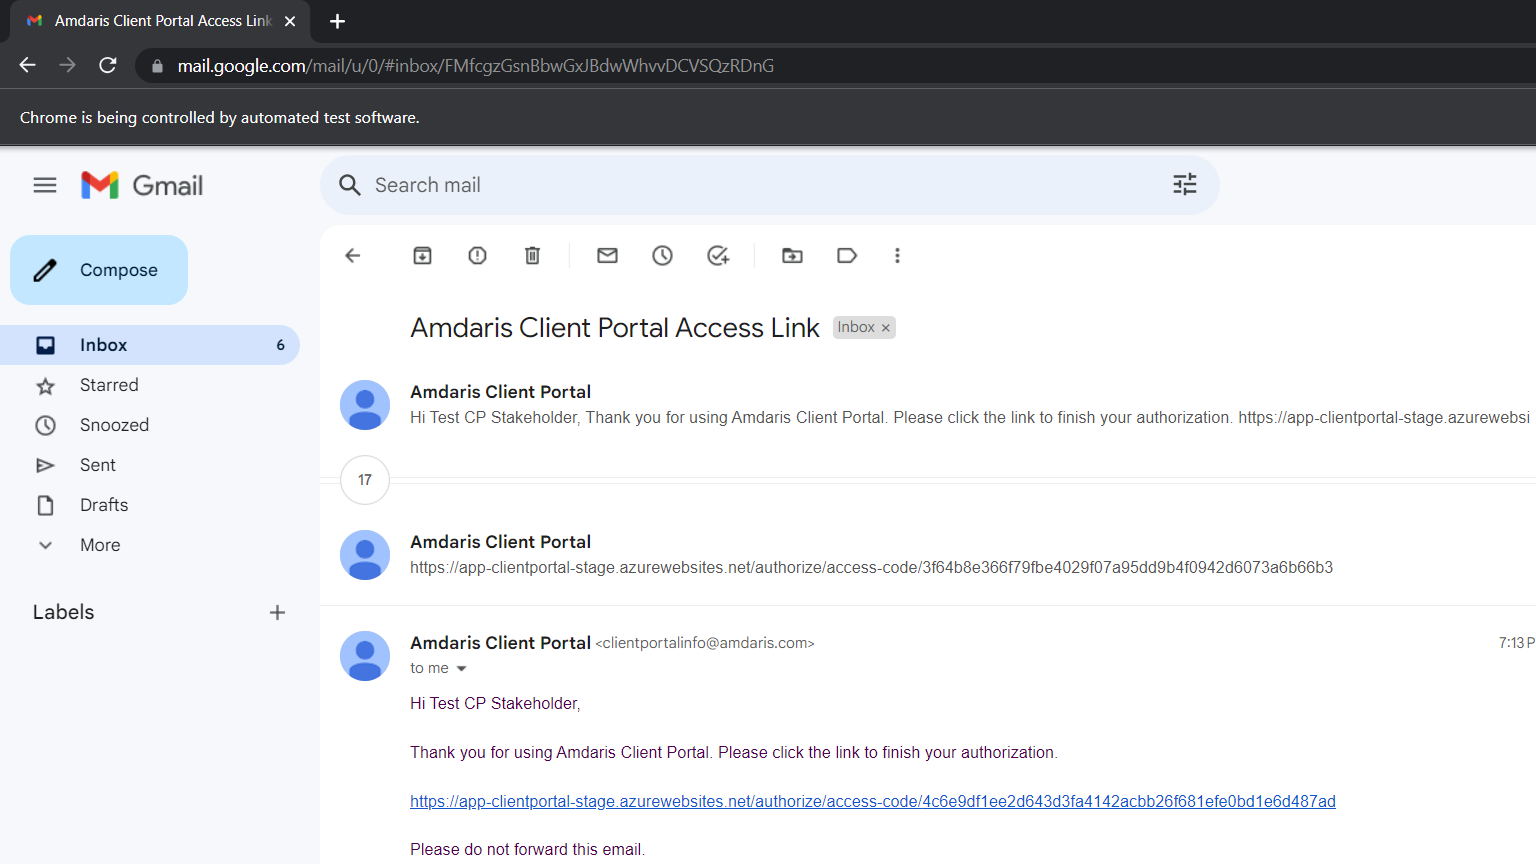 Amdaris Client Portal Access Link
mail.google.com/mail/u/0/#inbox/FMfcgzGsnBbwGxJBdwWhvvDCVSQzRDnG
Chrome is being controlled by automated test software.
Gmail
Search mail
Compose
Inbox 6
Starred
Snoozed
Sent
Drafts
More
Labels
Amdaris Client Portal Access Link Inbox ×
Amdaris Client Portal
Hi Test CP Stakeholder, Thank you for using Amdaris Client Portal. Please click the link to finish your authorization. https://app-clientportal-stage.azurewebsi
17
Amdaris Client Portal
https://app-clientportal-stage.azurewebsites.net/authorize/access-code/3f64b8e366f79fbe4029f07a95dd9b4f0942d6073a6b66b3
Amdaris Client Portal <clientportalinfo@amdaris.com> 7:13 P
to me
Hi Test CP Stakeholder,
Thank you for using Amdaris Client Portal. Please click the link to finish your authorization.
https://app-clientportal-stage.azurewebsites.net/authorize/access-code/4c6e9df1ee2d643d3fa4142acbb26f681efe0bd1e6d487ad
Please do not forward this email.